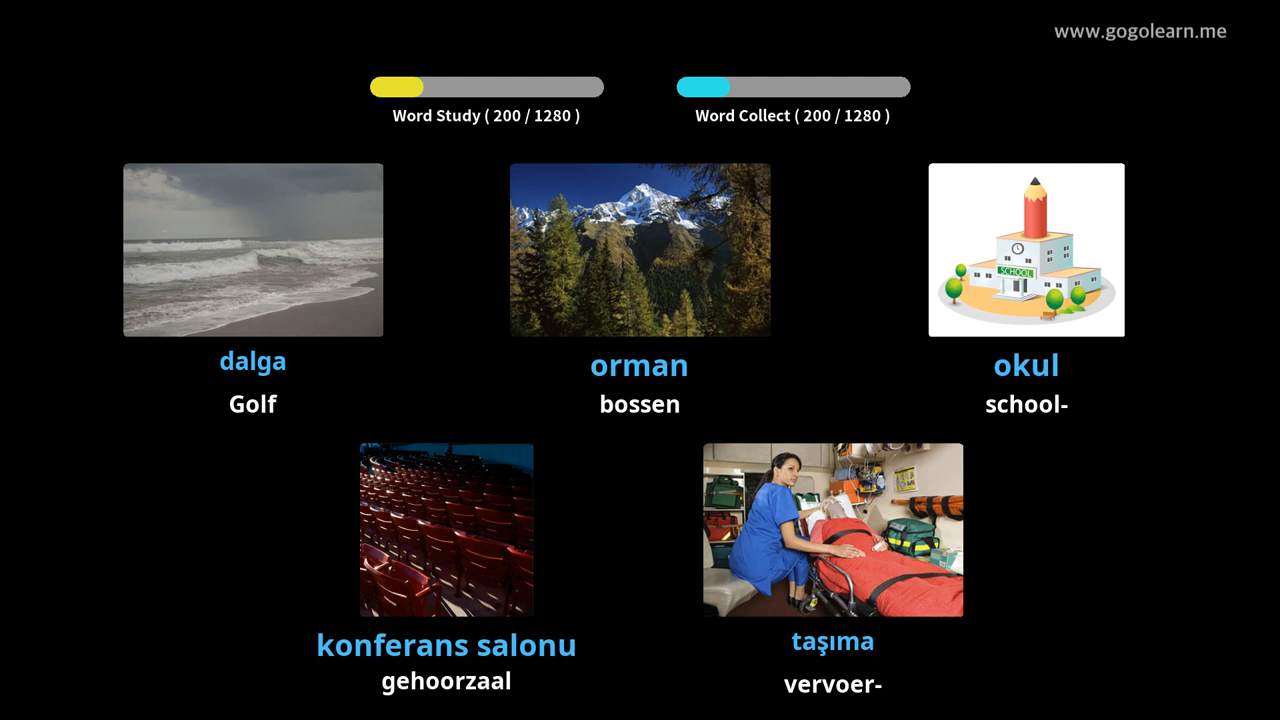 www.gogolearn.me
Word Study ( 200 / 1280 )
Word Collect ( 200 / 1280 )
SCHOOL
dalga
orman
okul
Golf
bossen
school-
konferans salonu
taşıma
gehoorzaal
vervoer-